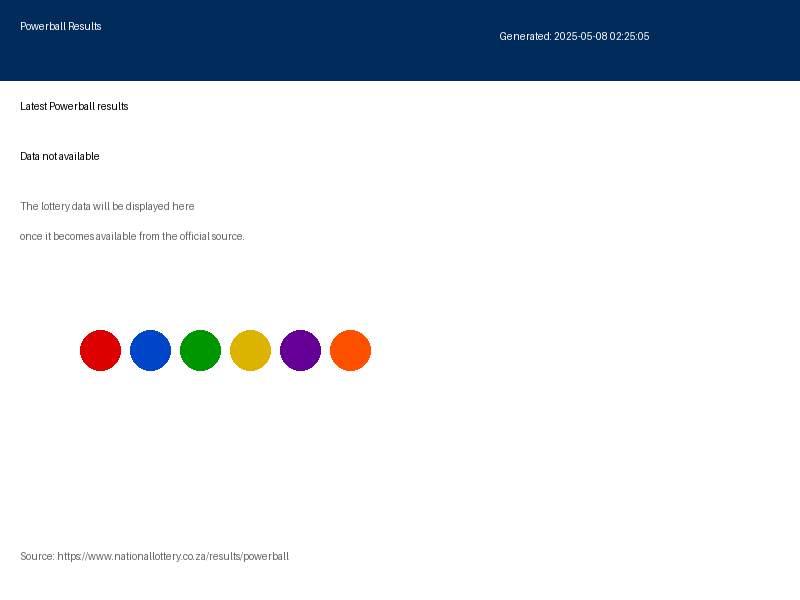 Powerball Results
Generated: 2025-05-08 02:25:05
Latest Powerball results
Data not available
The lottery data will be displayed here
once it becomes available from the official source.
Source: https://www.nationallottery.co.za/results/powerball